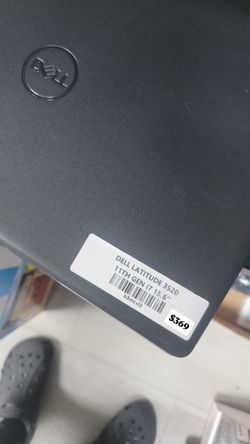 DELL
DELL LATITUDE 3520
11TH GEN i7 15.6"
$369